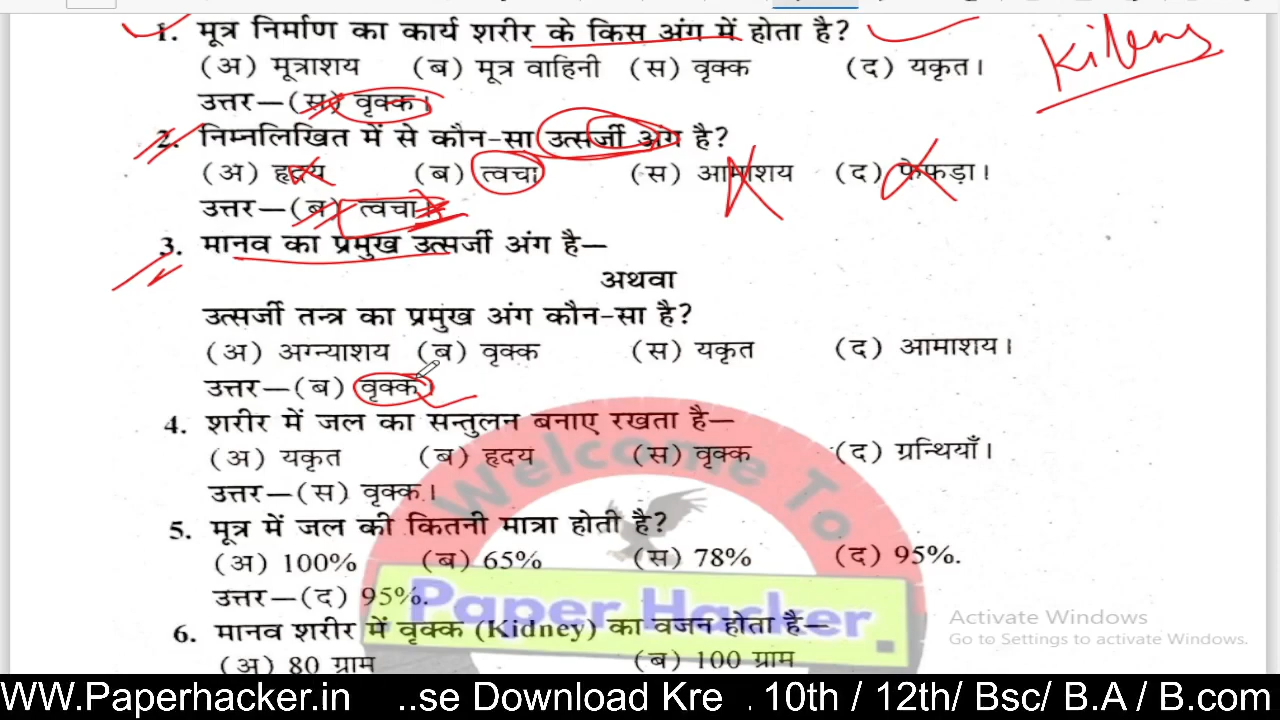 1. मूत्र निर्माण का कार्य शरीर के किस अंग में होता है?
(अ) मूत्राशय (ब) मूत्र वाहिनी (स) वृक्क (द) यकृत।
उत्तर—(स) वृक्क।
2. निम्नलिखित में से कौन-सा उत्सर्जी अंग है?
(अ) हृदय (ब) त्वचा (स) आमाशय (द) फेफड़ा।
उत्तर—(ब) त्वचा।
3. मानव का प्रमुख उत्सर्जी अंग है—
अथवा
उत्सर्जी तन्त्र का प्रमुख अंग कौन-सा है?
(अ) अग्न्याशय (ब) वृक्क (स) यकृत (द) आमाशय।
उत्तर—(ब) वृक्क।
4. शरीर में जल का सन्तुलन बनाए रखता है—
(अ) यकृत (ब) हृदय (स) वृक्क (द) ग्रन्थियाँ।
उत्तर—(स) वृक्क।
5. मूत्र में जल की कितनी मात्रा होती है?
(अ) 100% (ब) 65% (स) 78% (द) 95%.
उत्तर—(द) 95%.
6. मानव शरीर में वृक्क (Kidney) का वजन होता है—
(अ) 80 ग्राम (ब) 100 ग्राम
Welcome To
Paper Hacker.
Activate Windows
Go to Settings to activate Windows.
WW.Paperhacker.in ..se Download Kre . 10th / 12th/ Bsc/ B.A / B.com